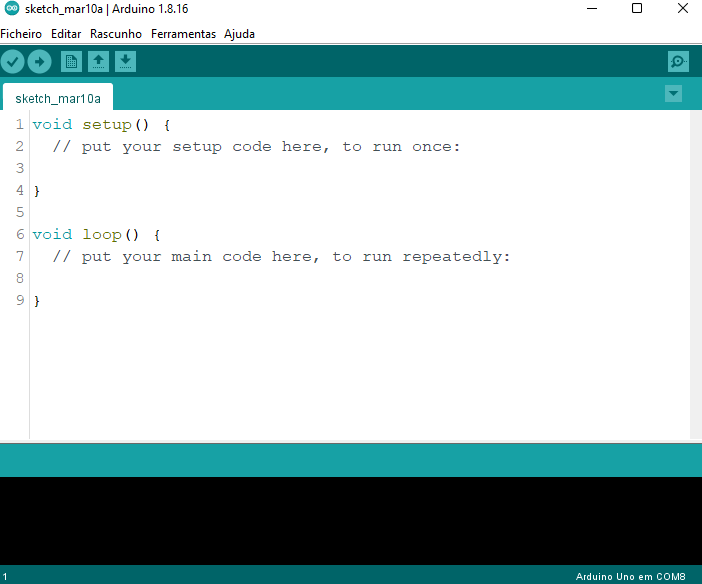 sketch_mar10a | Arduino 1.8.16
Ficheiro Editar Rascunho Ferramentas Ajuda
sketch_mar10a
1 void setup() {
2   // put your setup code here, to run once:
3
4 }
5
6 void loop() {
7   // put your main code here, to run repeatedly:
8
9 }
1 Arduino Uno em COM8